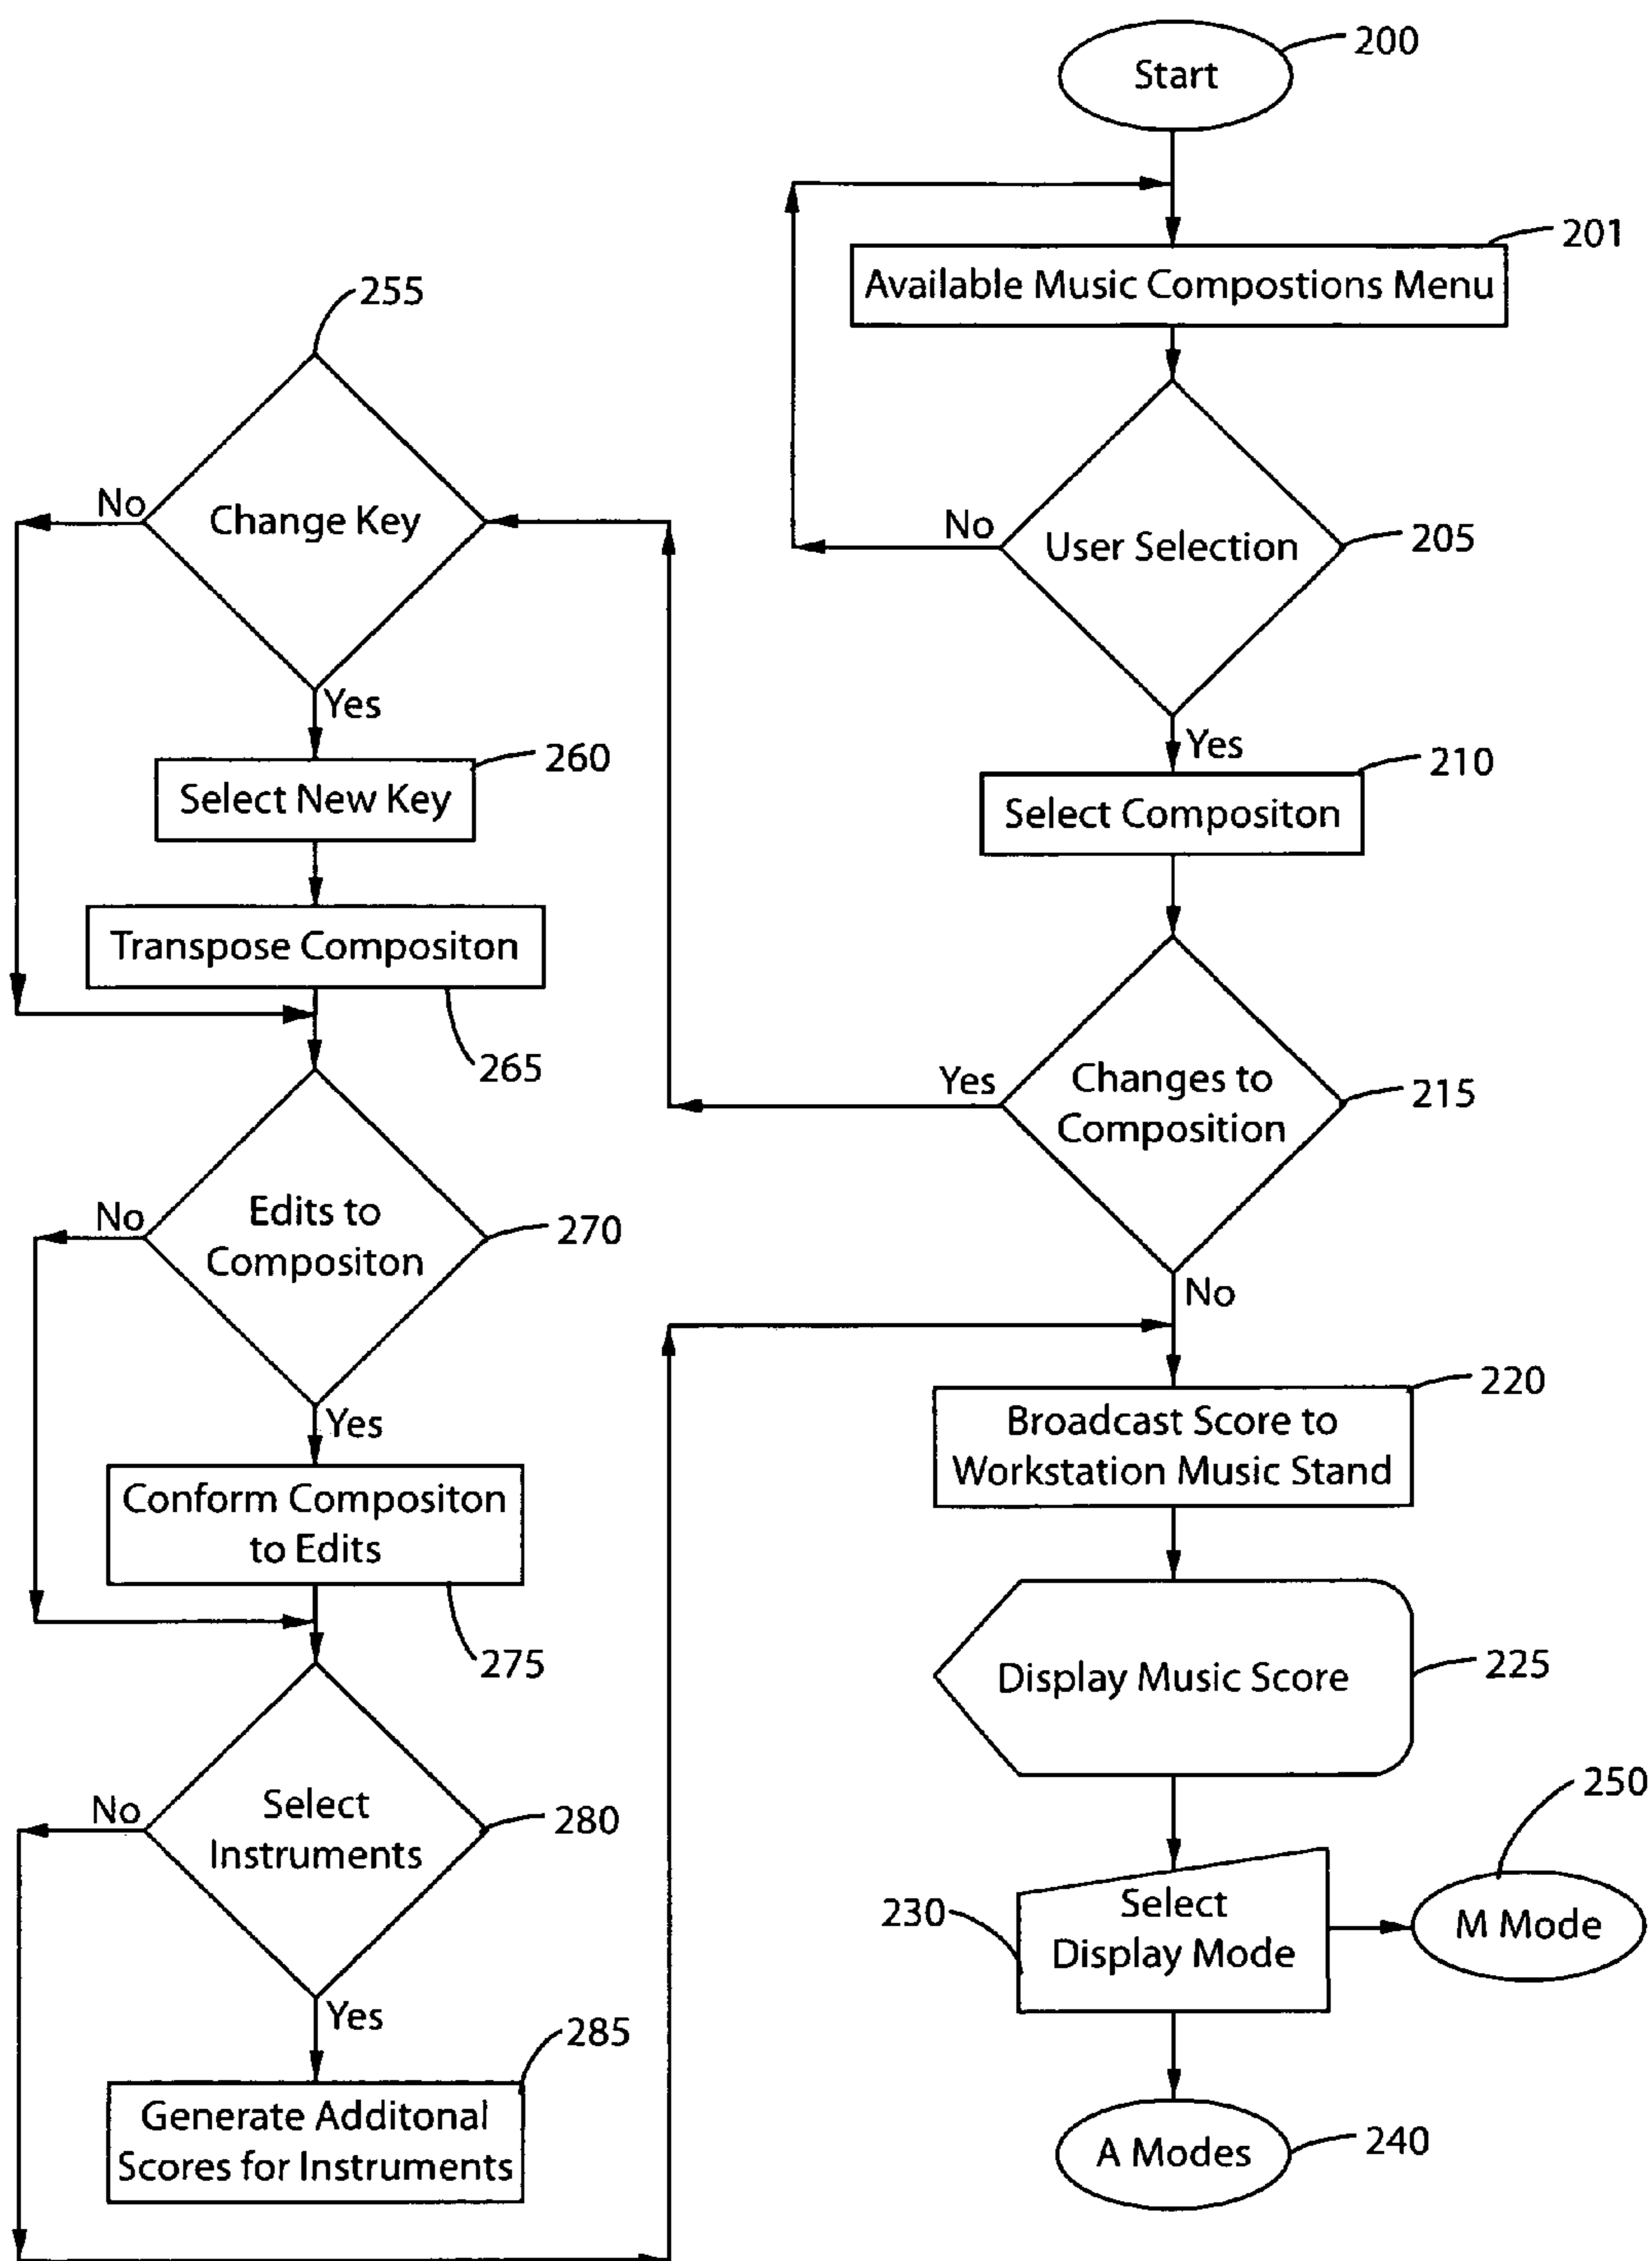 Start
200
Available Music Compostions Menu
201
User Selection
205
No
Yes
Select Compositon
210
Changes to
Composition
215
Yes
No
Broadcast Score to
Workstation Music Stand
220
Display Music Score
225
Select
Display Mode
230
M Mode
250
A Modes
240
Change Key
255
No
Yes
Select New Key
260
Transpose Compositon
265
Edits to
Compositon
270
No
Yes
Conform Compositon
to Edits
275
Select
Instruments
280
No
Yes
Generate Additonal
Scores for Instruments
285